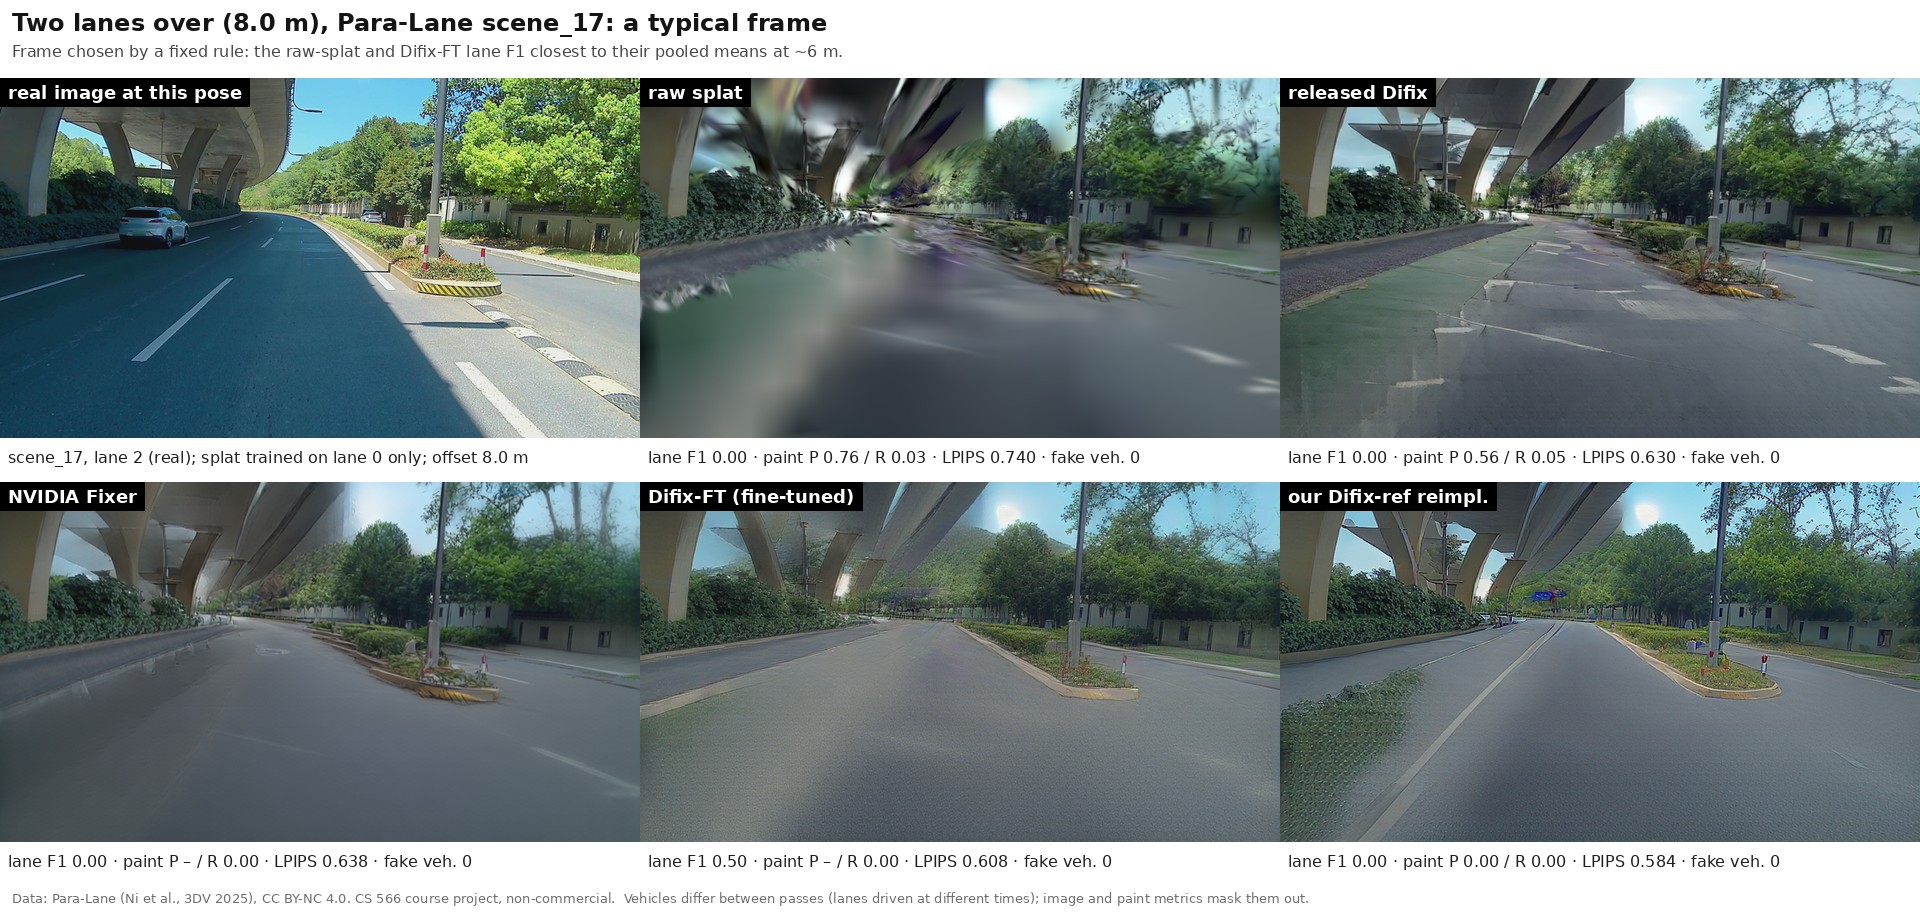 Two lanes over (8.0 m), Para-Lane scene_17: a typical frame
Frame chosen by a fixed rule: the raw-splat and Difix-FT lane F1 closest to their pooled means at ~6 m.
real image at this pose
raw splat
released Difix
scene_17, lane 2 (real); splat trained on lane 0 only; offset 8.0 m
lane F1 0.00 · paint P 0.76 / R 0.03 · LPIPS 0.740 · fake veh. 0
lane F1 0.00 · paint P 0.56 / R 0.05 · LPIPS 0.630 · fake veh. 0
NVIDIA Fixer
Difix-FT (fine-tuned)
our Difix-ref reimpl.
lane F1 0.00 · paint P – / R 0.00 · LPIPS 0.638 · fake veh. 0
lane F1 0.50 · paint P – / R 0.00 · LPIPS 0.608 · fake veh. 0
lane F1 0.00 · paint P 0.00 / R 0.00 · LPIPS 0.584 · fake veh. 0
Data: Para-Lane (Ni et al., 3DV 2025), CC BY-NC 4.0. CS 566 course project, non-commercial.  Vehicles differ between passes (lanes driven at different times); image and paint metrics mask them out.